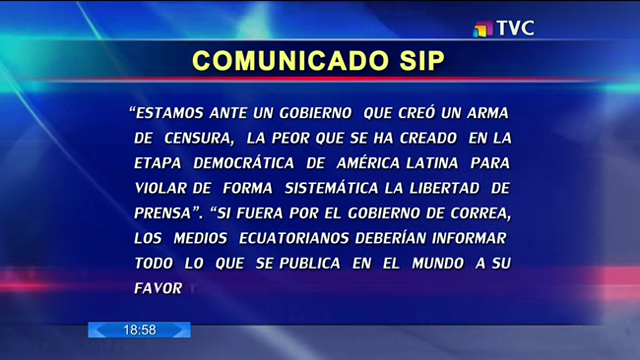 TVC
COMUNICADO SIP
“ESTAMOS ANTE UN GOBIERNO QUE CREÓ UN ARMA
DE CENSURA, LA PEOR QUE SE HA CREADO EN LA
ETAPA DEMOCRÁTICA DE AMÉRICA LATINA PARA
VIOLAR DE FORMA SISTEMÁTICA LA LIBERTAD DE
PRENSA”. “SI FUERA POR EL GOBIERNO DE CORREA,
LOS MEDIOS ECUATORIANOS DEBERÍAN INFORMAR
TODO LO QUE SE PUBLICA EN EL MUNDO A SU
FAVOR Y
18:58